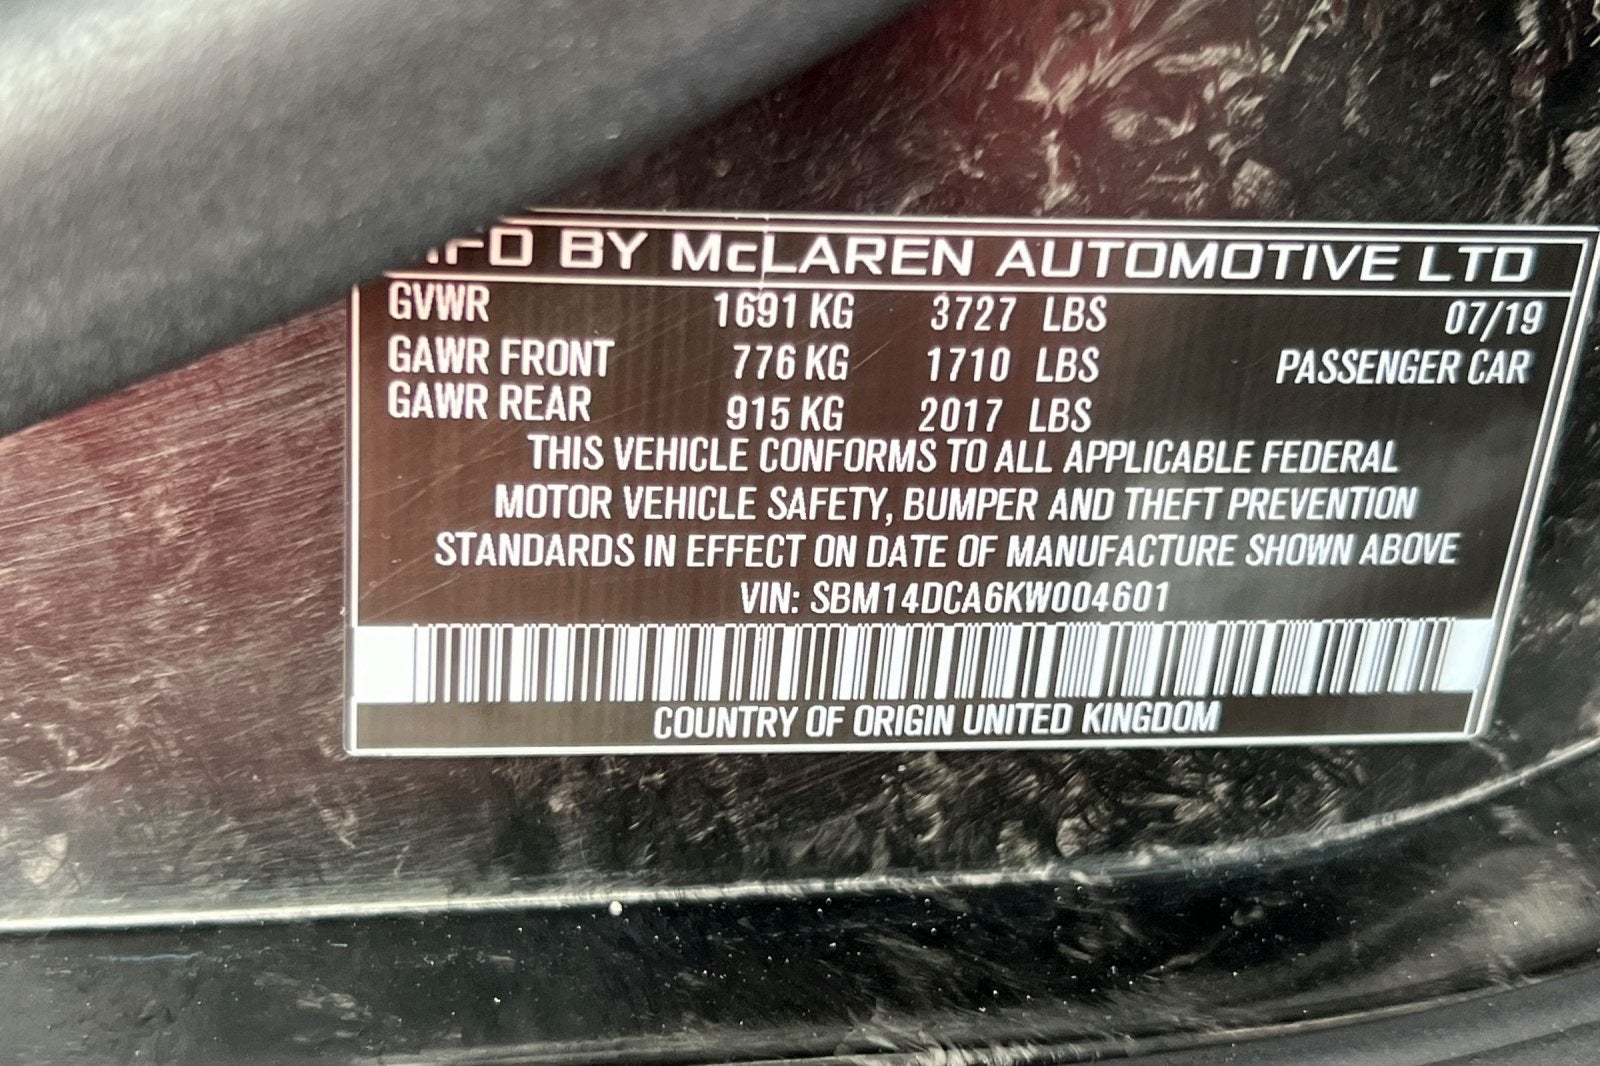 MFD BY McLAREN AUTOMOTIVE LTD
GVWR 1691 KG 3727 LBS 07/19
GAWR FRONT 776 KG 1710 LBS PASSENGER CAR
GAWR REAR 915 KG 2017 LBS
THIS VEHICLE CONFORMS TO ALL APPLICABLE FEDERAL
MOTOR VEHICLE SAFETY, BUMPER AND THEFT PREVENTION
STANDARDS IN EFFECT ON DATE OF MANUFACTURE SHOWN ABOVE
VIN: SBM14DCA6KW004601
COUNTRY OF ORIGIN UNITED KINGDOM